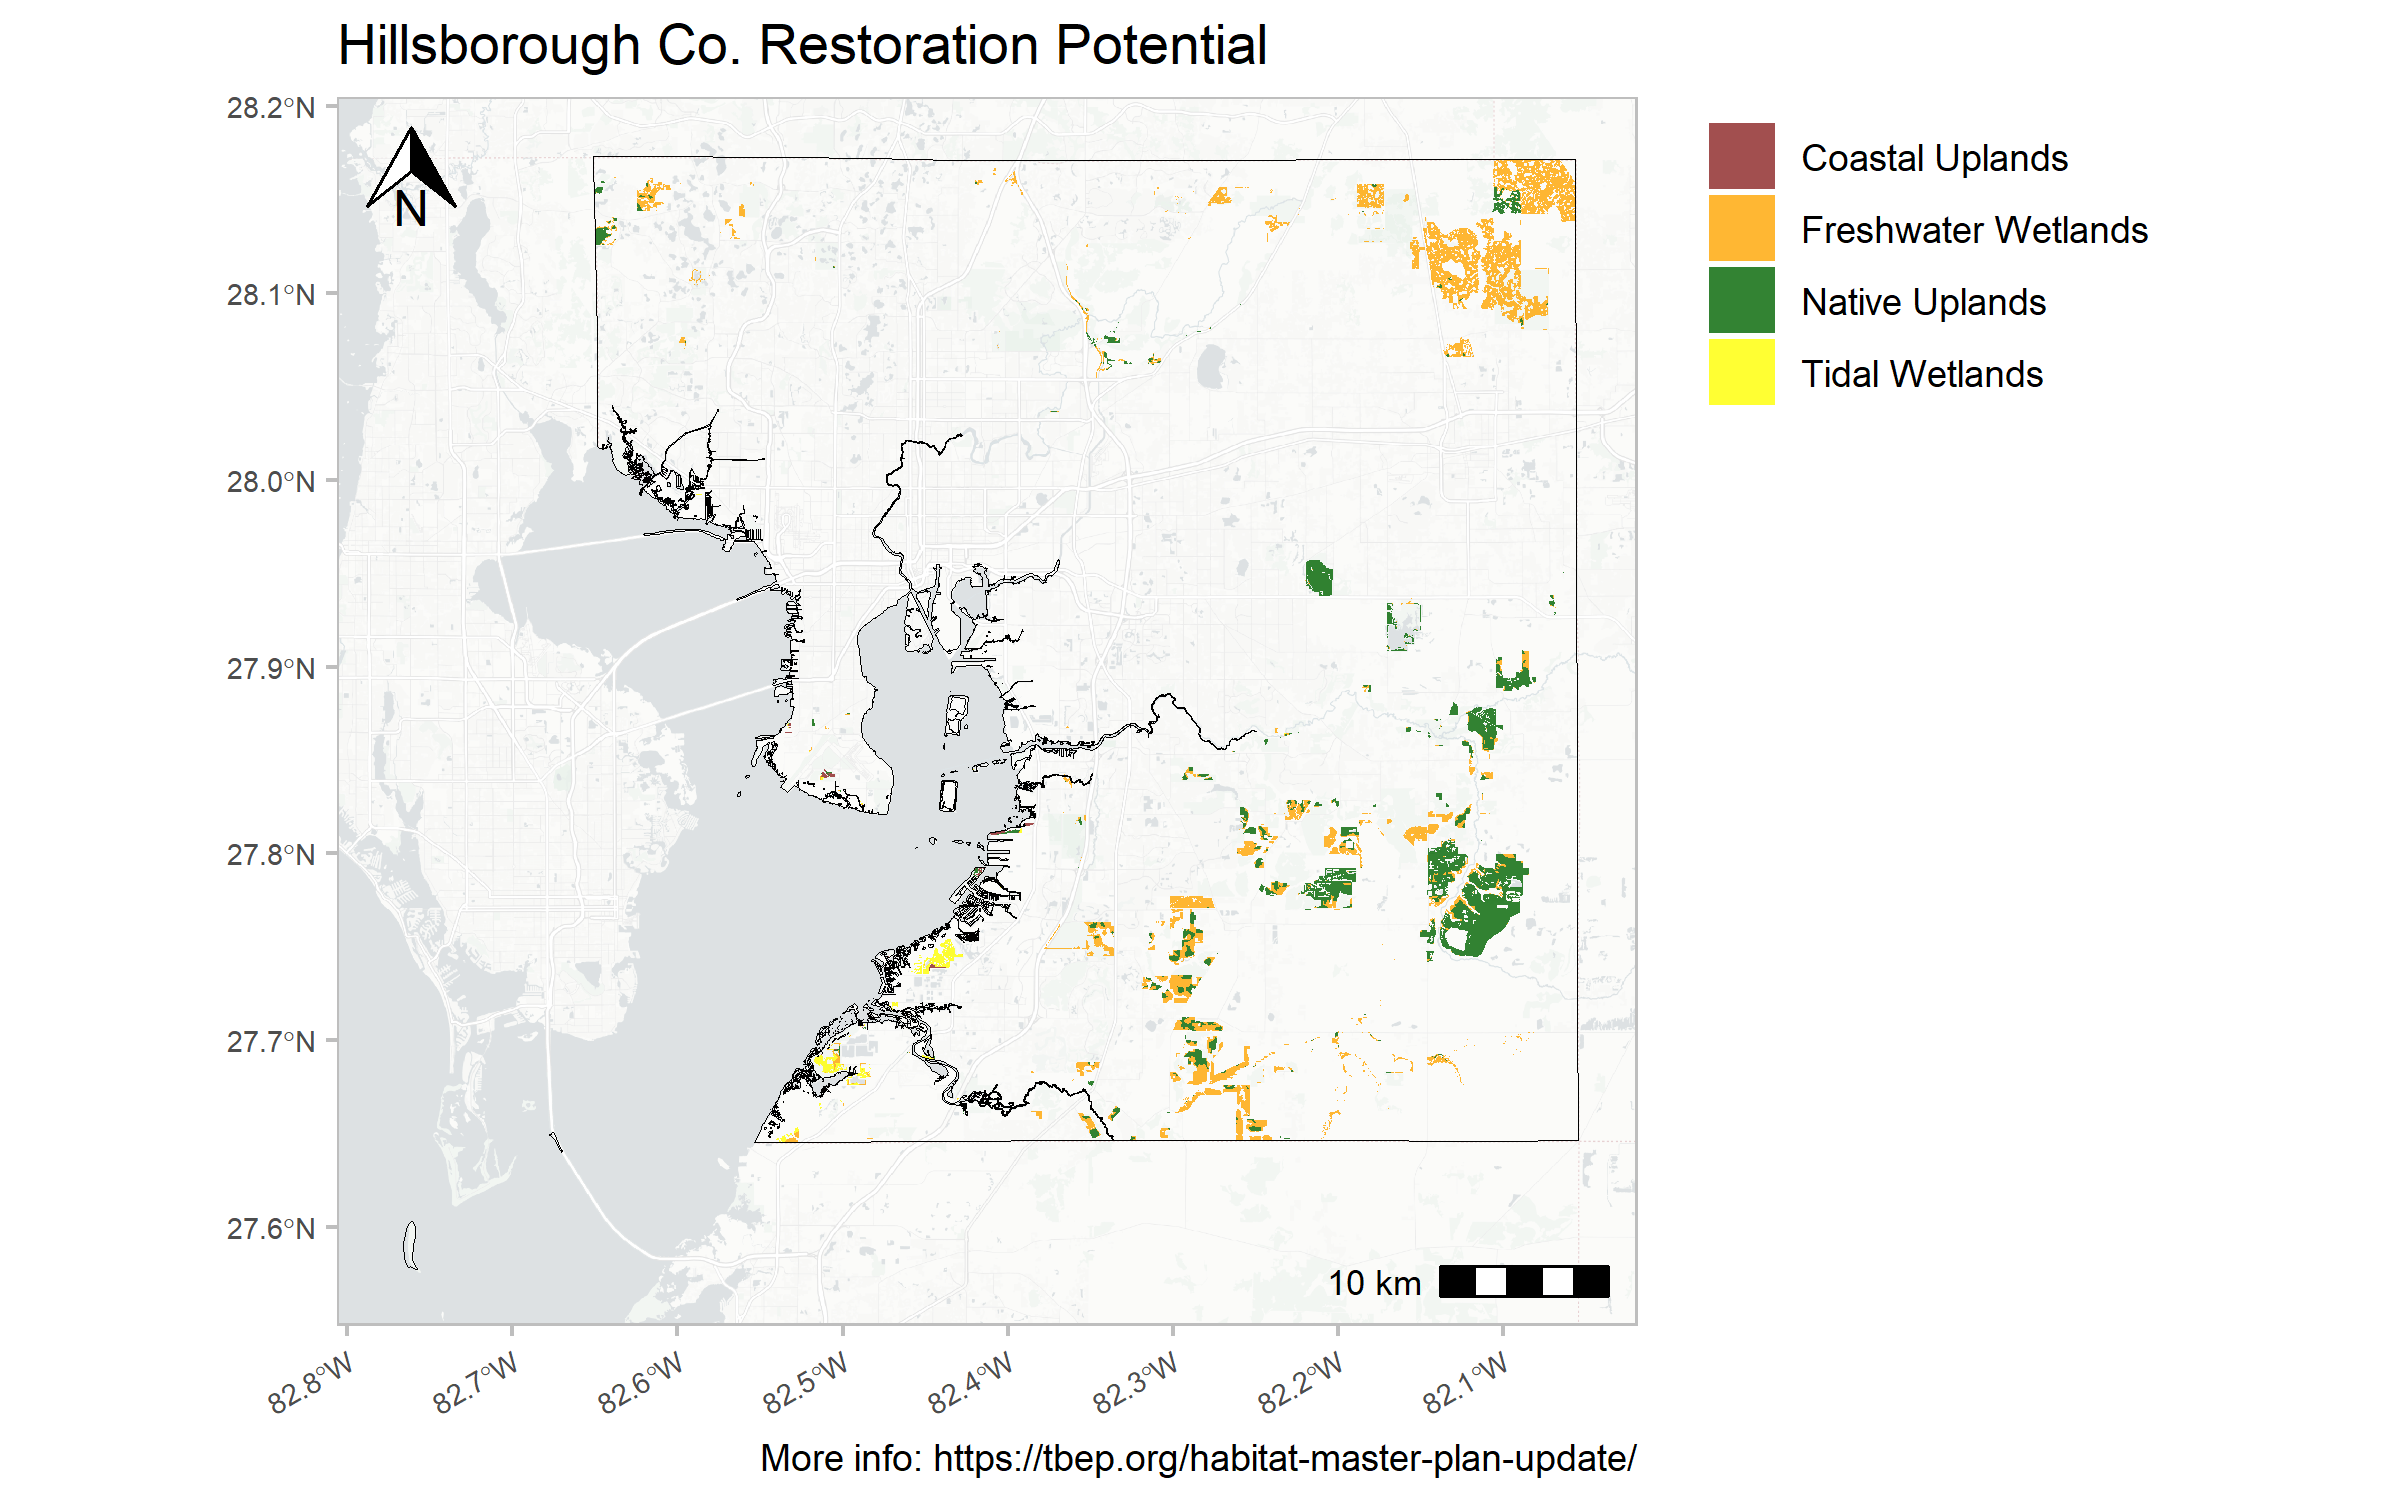 Hillsborough Co. Restoration Potential
28.2°N
28.1°N
28.0°N
27.9°N
27.8°N
27.7°N
27.6°N
N
Coastal Uplands
Freshwater Wetlands
Native Uplands
Tidal Wetlands
10 km
82.8°W
82.7°W
82.6°W
82.5°W
82.4°W
82.3°W
82.2°W
82.1°W
More info: https://tbep.org/habitat-master-plan-update/